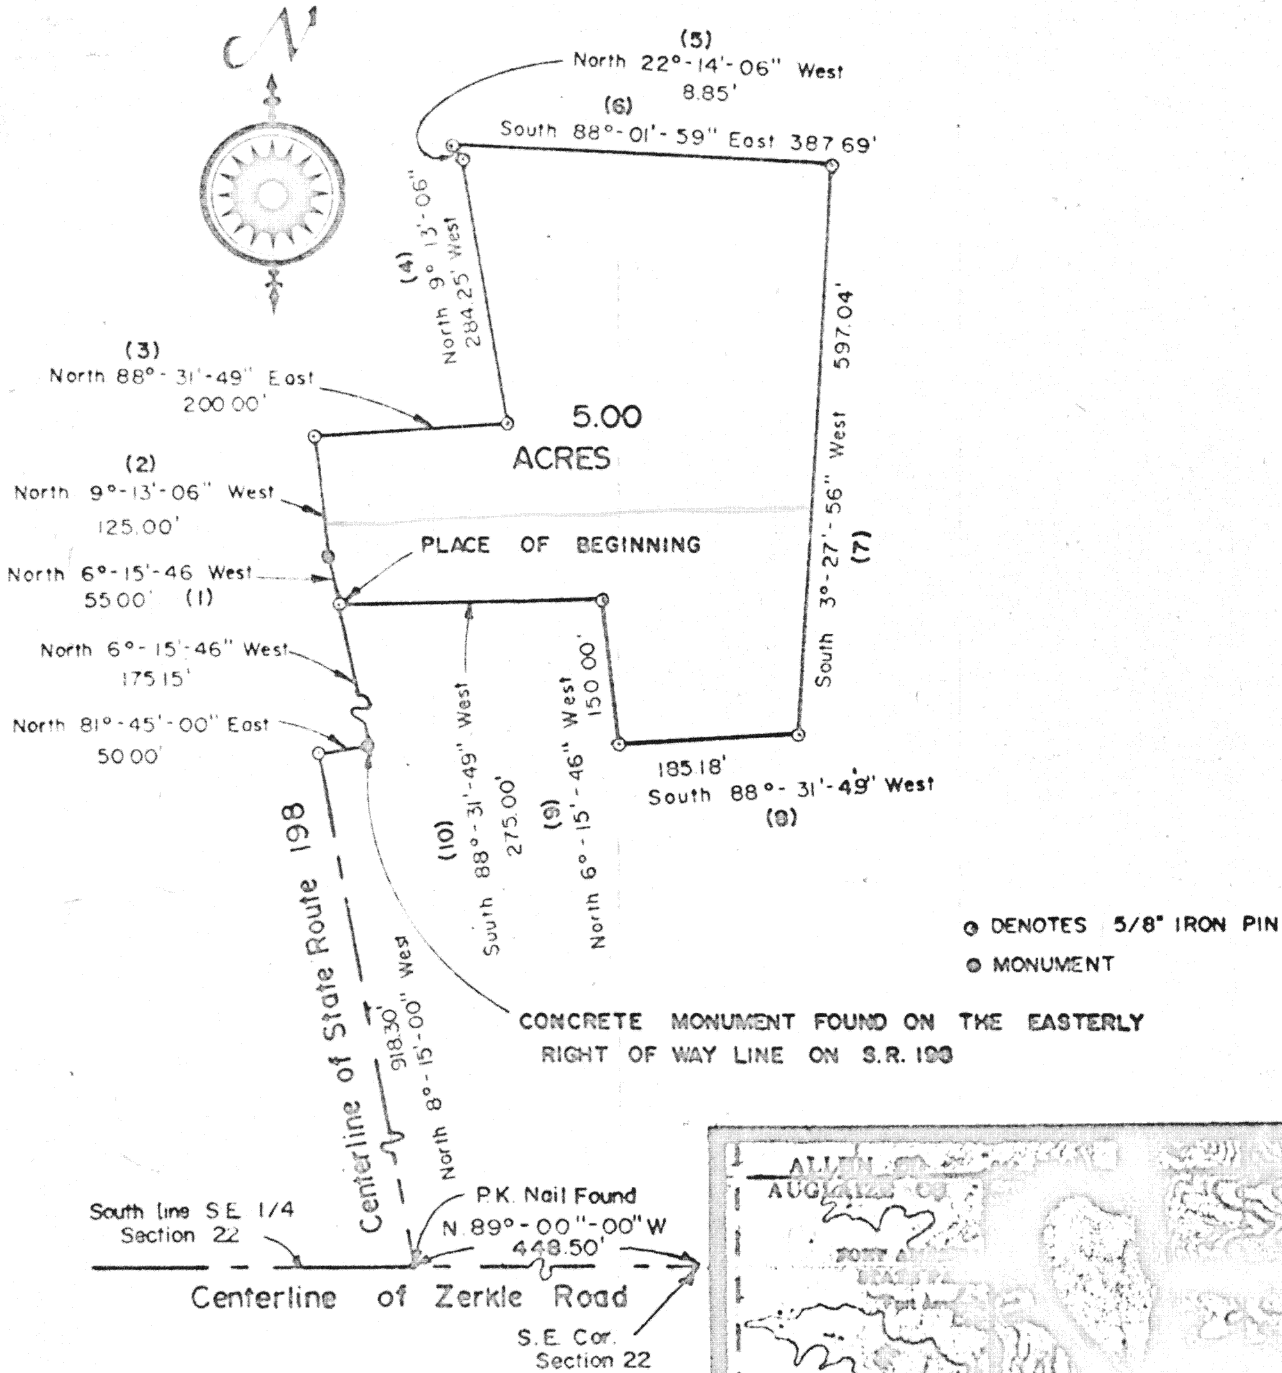 N
(5)
North 22°-14'-06" West
8.85'
(6)
South 88°-01'-59" East 387 69'
(4)
North 9° 13'-06"
284.25' West
(3)
North 88°-31'-49" East
200 00'
5.00
ACRES
597.04'
South 3°-27'-56" West
(7)
(2)
North 9°-13'-06" West
125.00'
PLACE OF BEGINNING
North 6°-15'-46 West
55 00' (1)
North 6°-15'-46" West
175 15'
North 81°-45'-00" East
50 00'
(10)
South 88°-31'-49" West
275.00'
(9)
North 6°-15'-46" West
150 00'
185.18'
South 88°-31'-49" West
(8)
Centerline of State Route 198
918.30'
North 8°-15'-00" West
DENOTES 5/8" IRON PIN
MONUMENT
CONCRETE MONUMENT FOUND ON THE EASTERLY
RIGHT OF WAY LINE ON S.R. 198
P.K. Nail Found
South line S E 1/4
Section 22
N. 89°-00"-00" W
448.50'
Centerline of Zerkle Road
S.E. Cor.
Section 22
ALLEN CO
AUGLAIZE CO
FORT
STATE
Fort